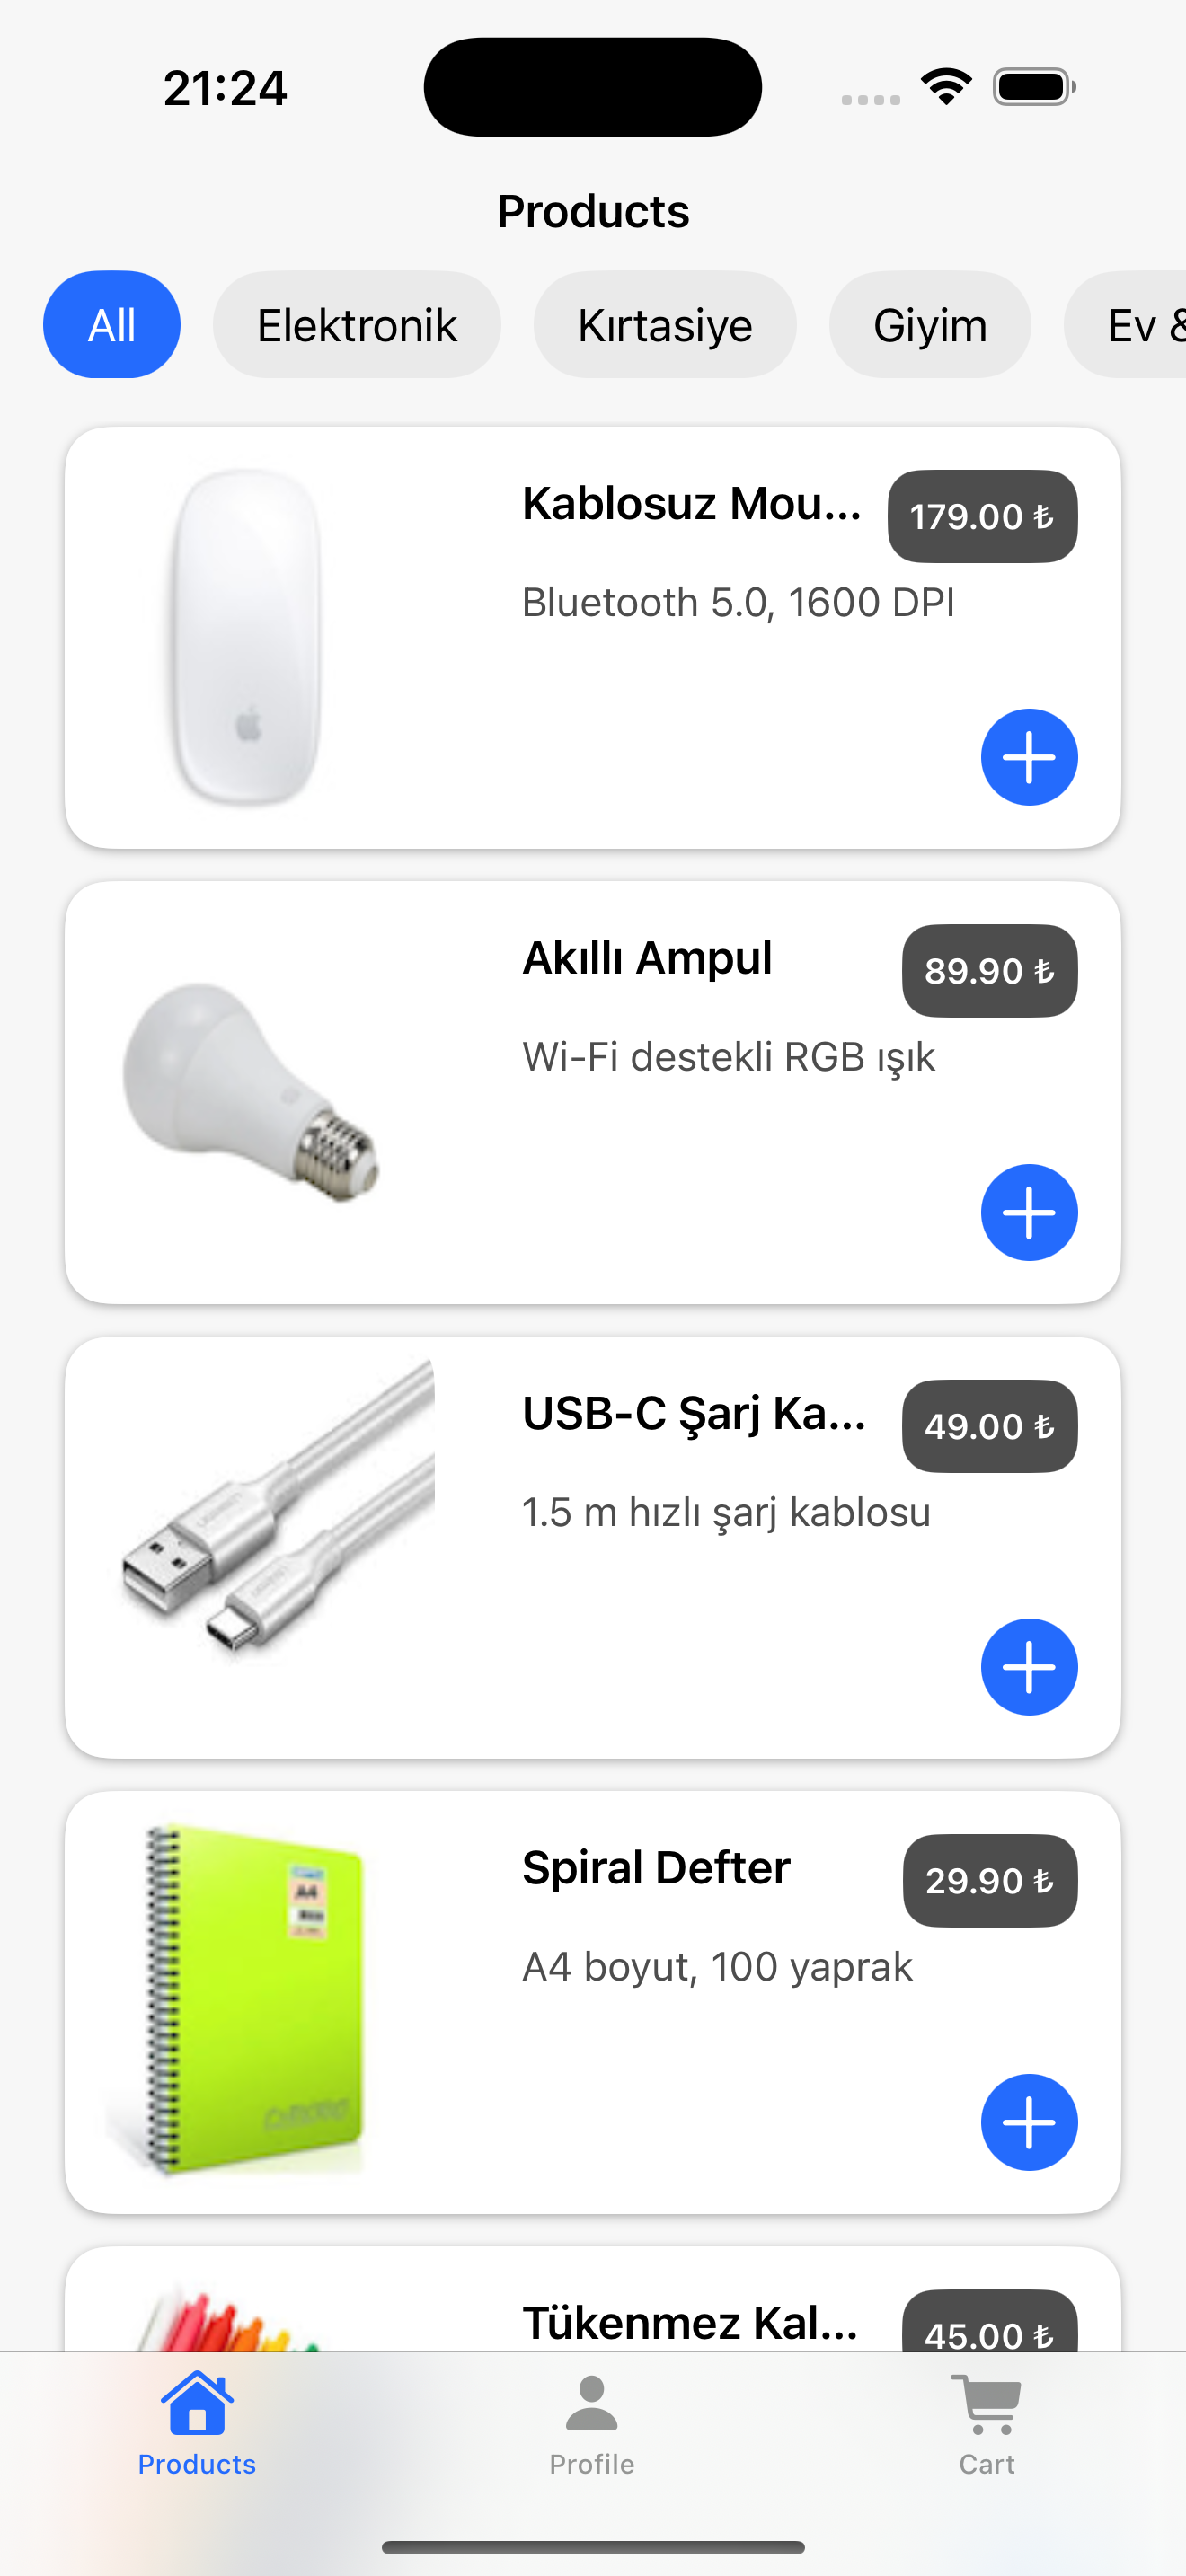 21:24
Products
All
Elektronik
Kırtasiye
Giyim
Ev &
Kablosuz Mou...
179.00 ₺
Bluetooth 5.0, 1600 DPI
Akıllı Ampul
89.90 ₺
Wi-Fi destekli RGB ışık
USB-C Şarj Ka...
49.00 ₺
1.5 m hızlı şarj kablosu
Spiral Defter
29.90 ₺
A4 boyut, 100 yaprak
A4
Tükenmez Kal...
45.00 ₺
Products
Profile
Cart